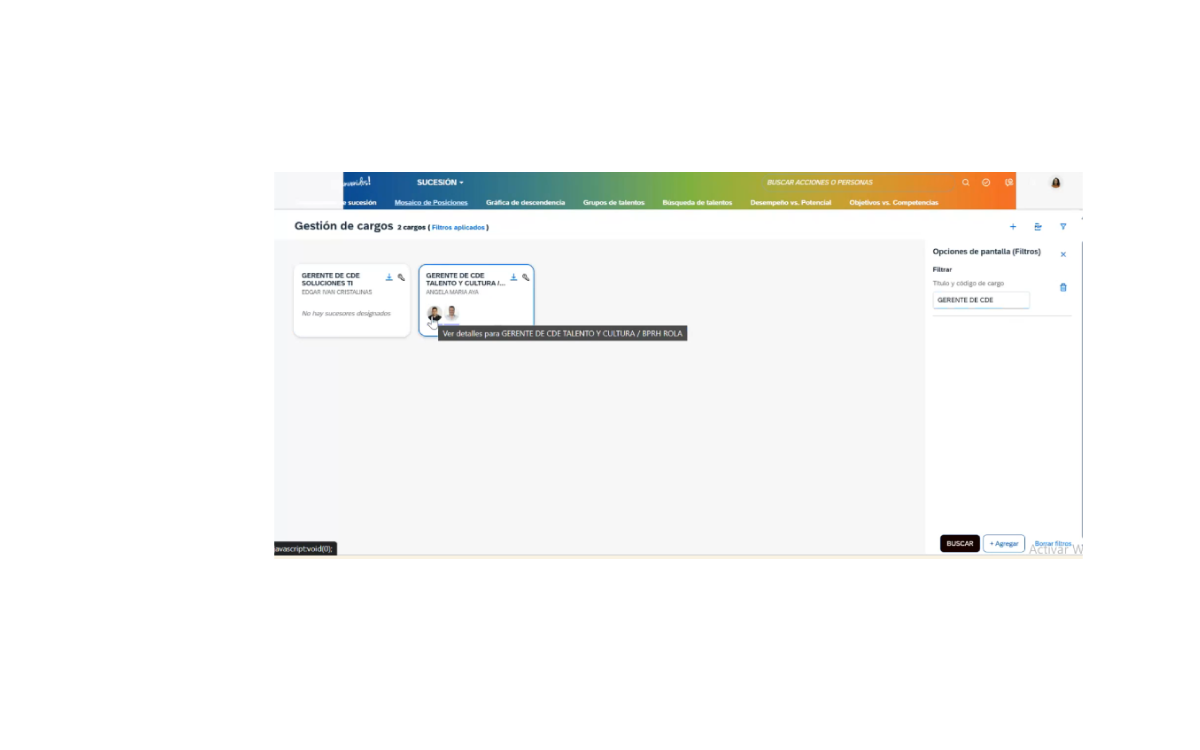 SUCESIÓN
BUSCAR ACCIONES O PERSONAS
e sucesión Mosaico de Posiciones Gráfica de descendencia Grupos de talentos Búsqueda de talentos Desempeño vs. Potencial Objetivos vs. Competencias
Gestión de cargos 2 cargos ( Filtros aplicados )
GERENTE DE CDE
SOLUCIONES TI
EDGAR IVAN CRISTALINAS
No hay sucesores designados
GERENTE DE CDE
TALENTO Y CULTURA /...
ANGELA MARIA AYA
Ver detalles para GERENTE DE CDE TALENTO Y CULTURA / BPRH ROLA
Opciones de pantalla (Filtros)
Filtrar
Título y código de cargo
GERENTE DE CDE
BUSCAR + Agregar Borrar filtros
Activar W
javascript:void(0);